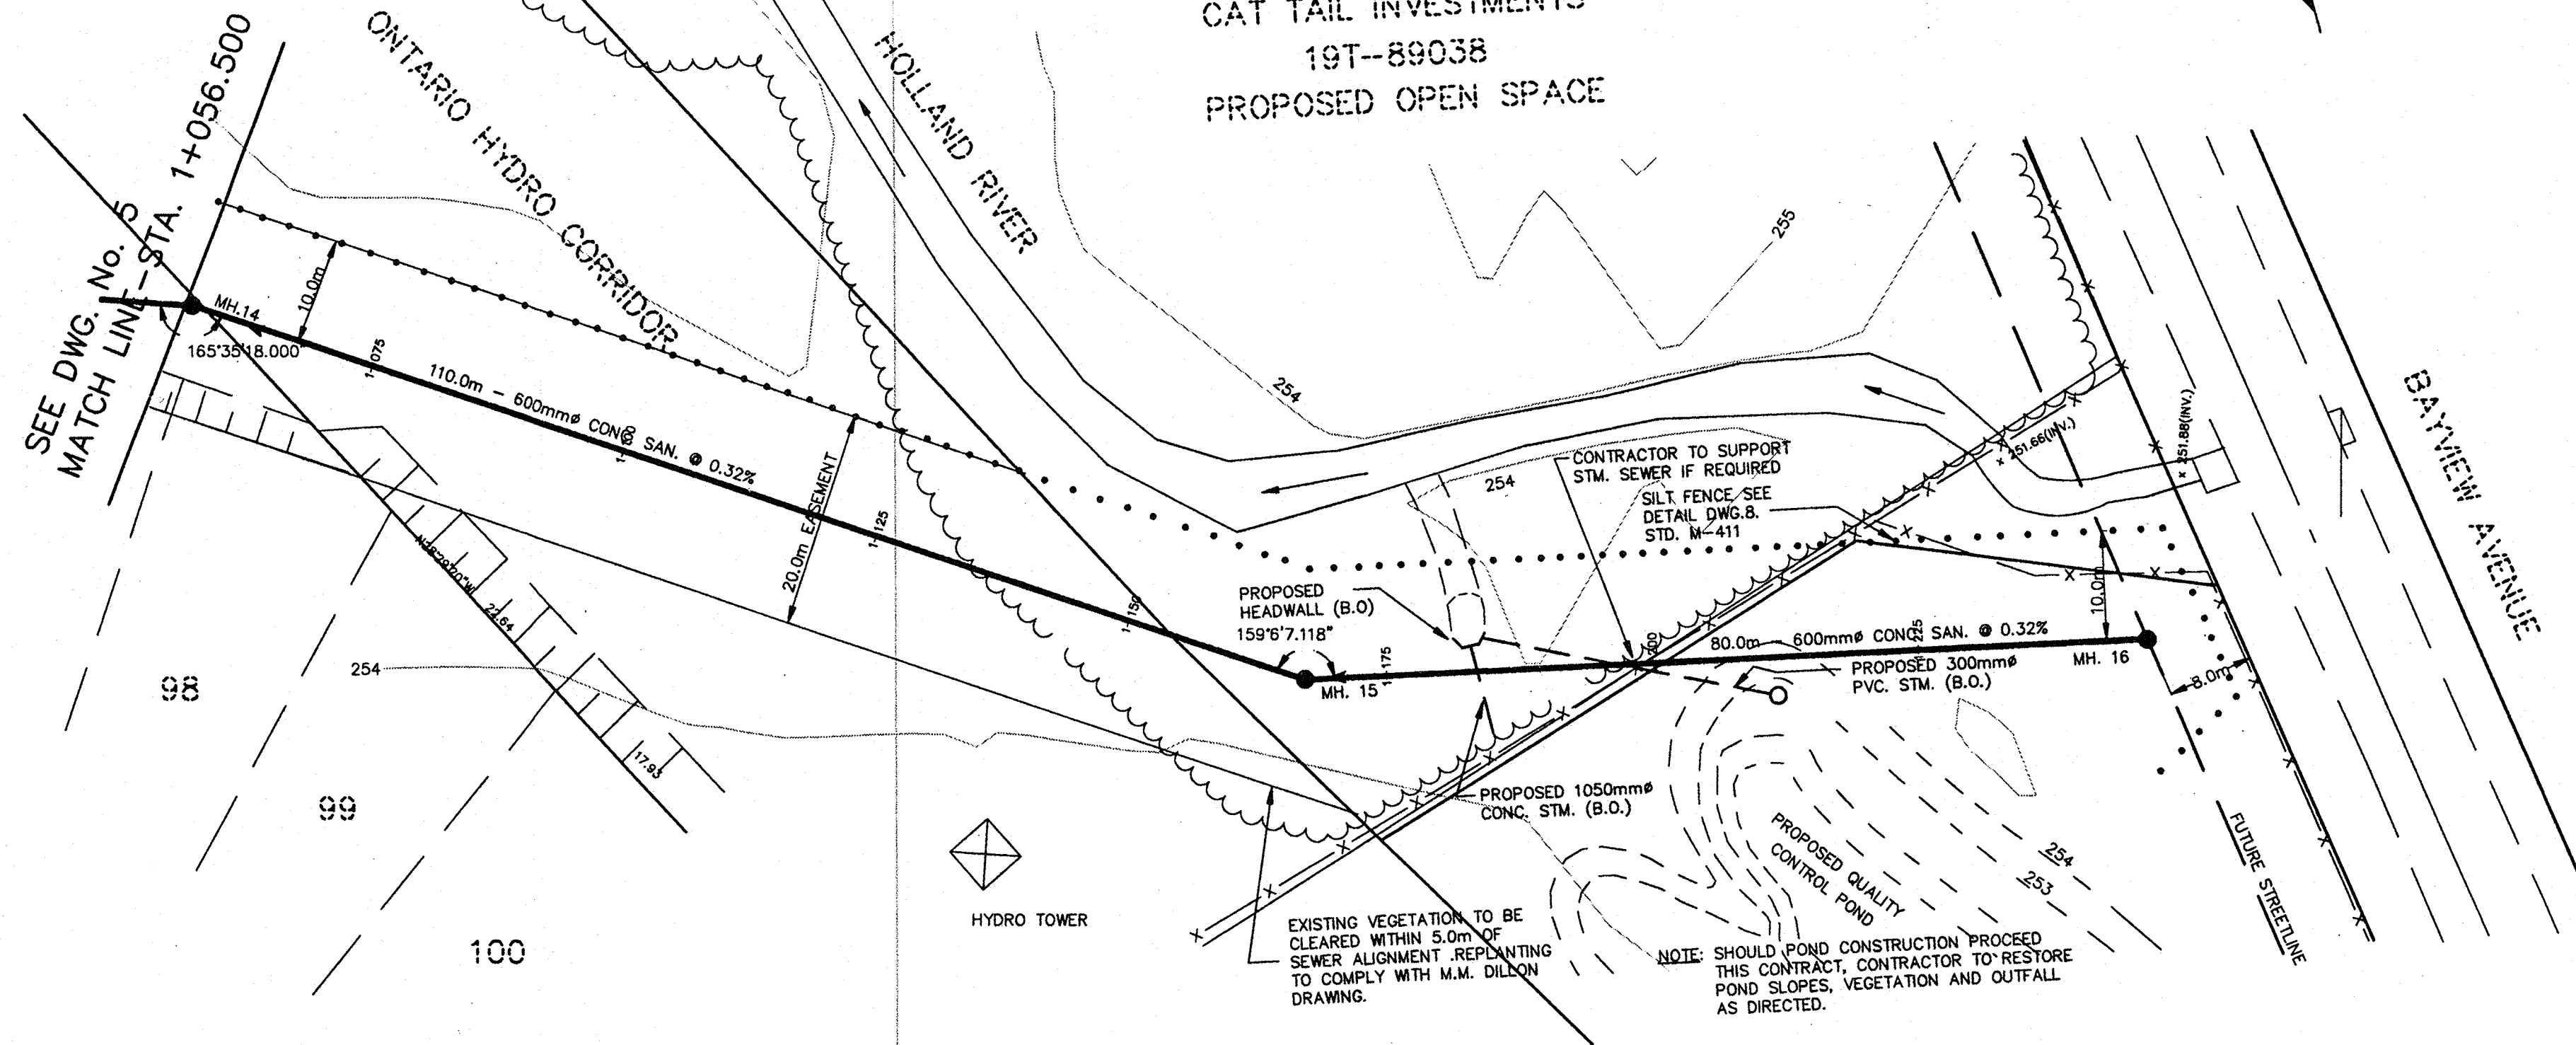 CAT TAIL INVESTMENTS
19T--89038
PROPOSED OPEN SPACE
ONTARIO HYDRO CORRIDOR
HOLLAND RIVER
SEE DWG. No. 5
MATCH LINE-STA. 1+056.500
MH.14
10.0m
165°35'18.000"
1+075
110.0m - 600mmø CONC SAN. @ 0.32%
20.0m EASEMENT
1+125
1+150
254
255
254
CONTRACTOR TO SUPPORT
STM. SEWER IF REQUIRED
SILT FENCE SEE
DETAIL DWG.8.
STD. M-411
x 251.66(INV.)
x 251.88(INV.)
BAYVIEW AVENUE
PROPOSED
HEADWALL (B.O)
159°6'7.118"
MH. 15
1+175
80.0m - 600mmø CONC SAN. @ 0.32%
10.0m
MH. 16
8.0m
PROPOSED 300mmø
PVC. STM. (B.O.)
22.64
17.93
254
98
99
100
HYDRO TOWER
PROPOSED 1050mmø
CONC. STM. (B.O.)
PROPOSED QUALITY
CONTROL POND
254
253
FUTURE STREETLINE
EXISTING VEGETATION TO BE
CLEARED WITHIN 5.0m OF
SEWER ALIGNMENT .REPLANTING
TO COMPLY WITH M.M. DILLON
DRAWING.
NOTE: SHOULD POND CONSTRUCTION PROCEED
THIS CONTRACT, CONTRACTOR TO RESTORE
POND SLOPES, VEGETATION AND OUTFALL
AS DIRECTED.